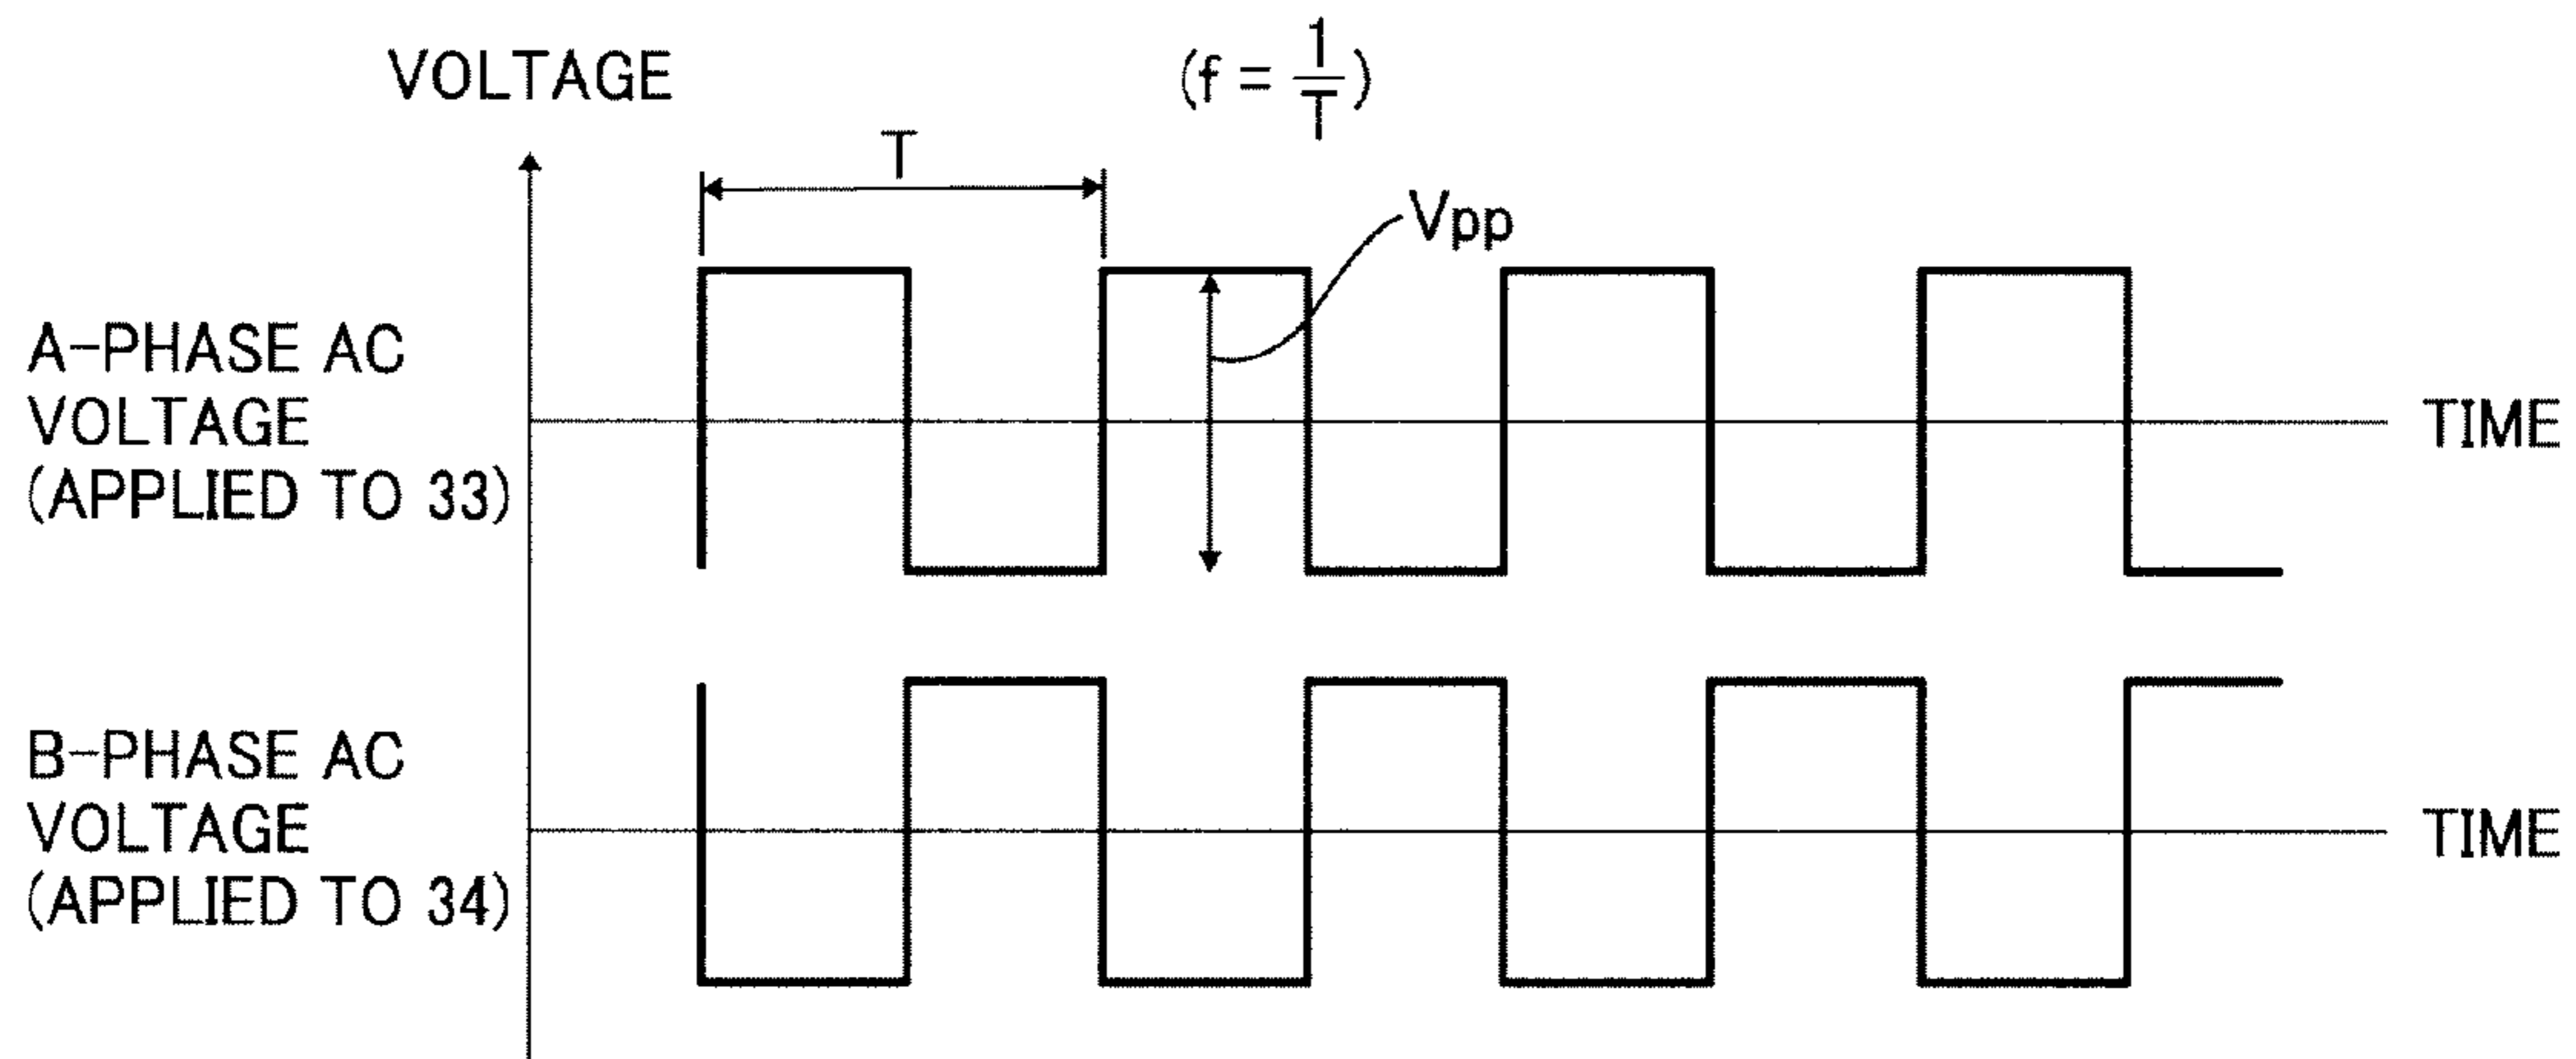 VOLTAGE
(f = 1/T)
T
Vpp
A-PHASE AC
VOLTAGE
(APPLIED TO 33)
TIME
B-PHASE AC
VOLTAGE
(APPLIED TO 34)
TIME